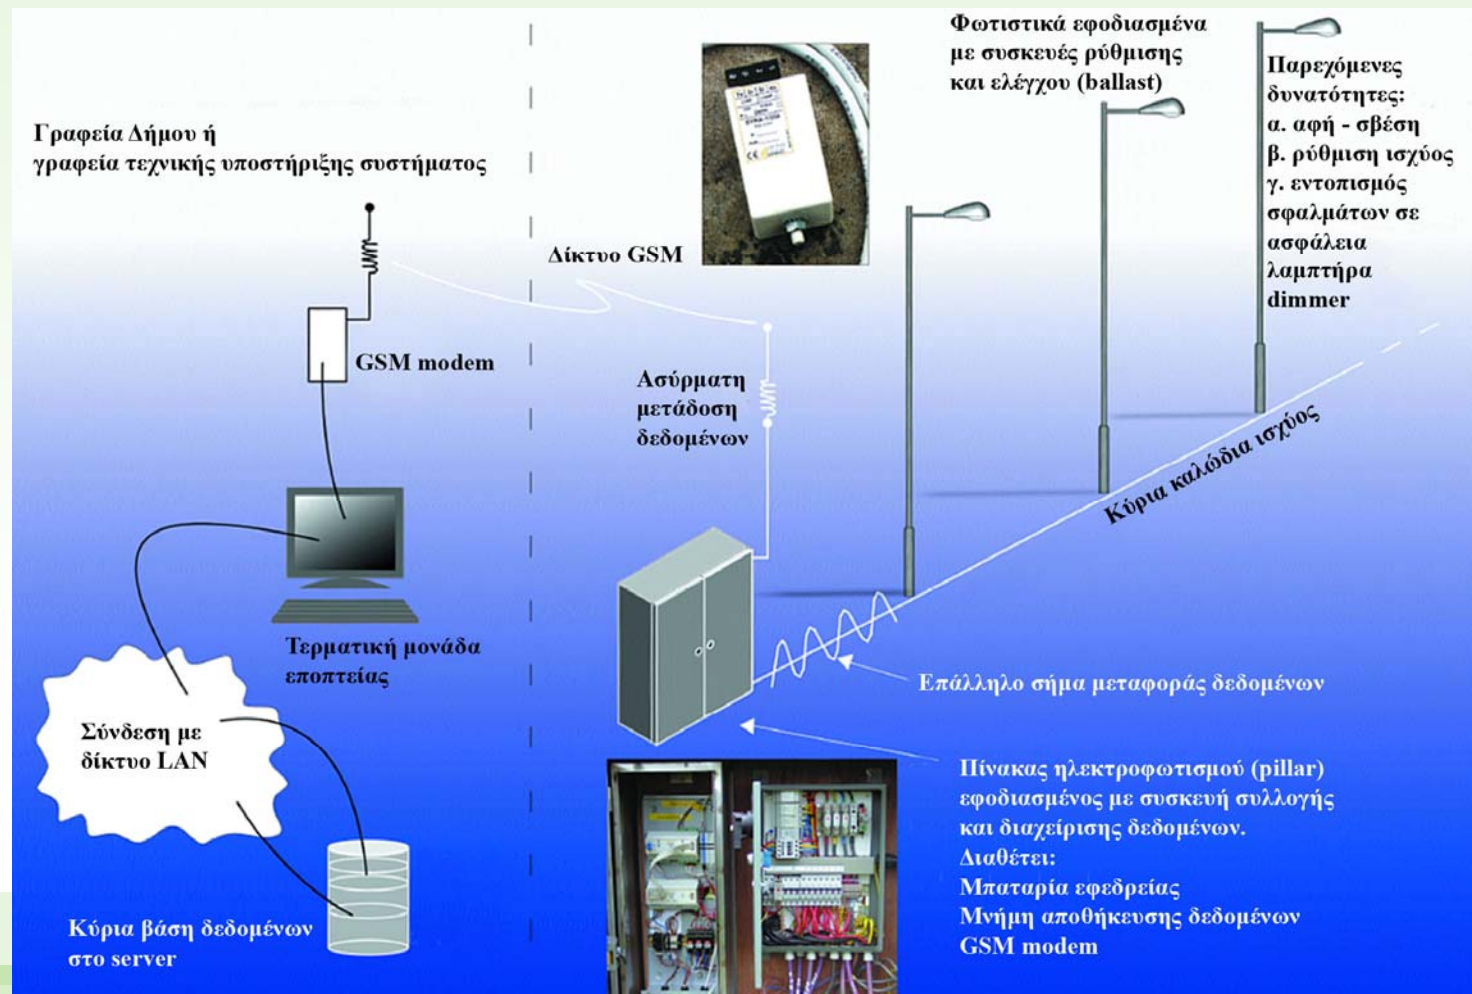 Γραφεία Δήμου ή
γραφεία τεχνικής υποστήριξης συστήματος
GSM modem
Τερματική μονάδα
εποπτείας
Σύνδεση με
δίκτυο LAN
Κύρια βάση δεδομένων
στο server
Δίκτυο GSM
Ασύρματη
μετάδοση
δεδομένων
Φωτιστικά εφοδιασμένα
με συσκευές ρύθμισης
και ελέγχου (ballast)
Παρεχόμενες
δυνατότητες:
α. αφή - σβέση
β. ρύθμιση ισχύος
γ. εντοπισμός
σφαλμάτων σε
ασφάλεια
λαμπτήρα
dimmer
Κύρια καλώδια ισχύος
Επάλληλο σήμα μεταφοράς δεδομένων
Πίνακας ηλεκτροφωτισμού (pillar)
εφοδιασμένος με συσκευή συλλογής
και διαχείρισης δεδομένων.
Διαθέτει:
Μπαταρία εφεδρείας
Μνήμη αποθήκευσης δεδομένων
GSM modem